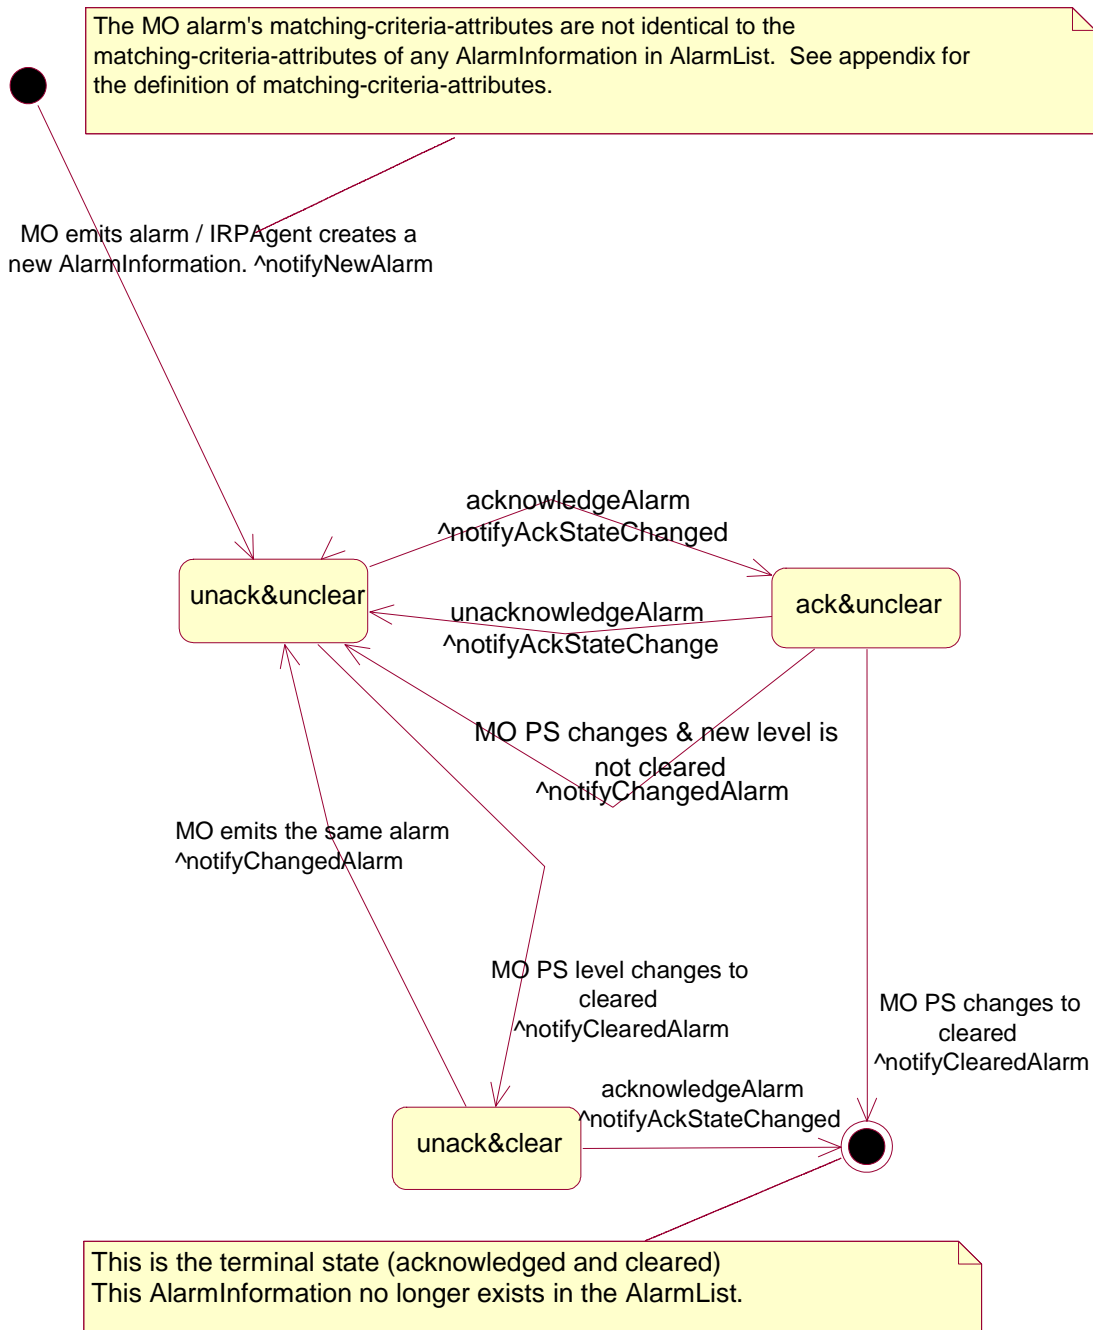 The MO alarm's matching-criteria-attributes are not identical to the
matching-criteria-attributes of any AlarmInformation in AlarmList.  See appendix for
the definition of matching-criteria-attributes.
MO emits alarm / IRPAgent creates a
new AlarmInformation. ^notifyNewAlarm
acknowledgeAlarm
^notifyAckStateChanged
unack&unclear
ack&unclear
unacknowledgeAlarm
^notifyAckStateChange
MO PS changes & new level is
not cleared
^notifyChangedAlarm
MO emits the same alarm
^notifyChangedAlarm
MO PS level changes to
cleared
^notifyClearedAlarm
MO PS changes to
cleared
^notifyClearedAlarm
acknowledgeAlarm
^notifyAckStateChanged
unack&clear
This is the terminal state (acknowledged and cleared)
This AlarmInformation no longer exists in the AlarmList.